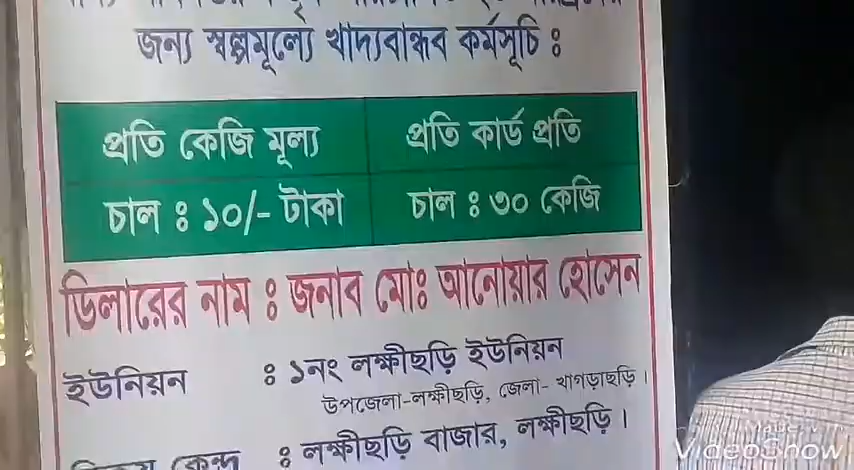 জন্য স্বল্পমূল্যে খাদ্যবান্ধব কর্মসূচি :
প্রতি কেজি মূল্য প্রতি কার্ড প্রতি
চাল : ১০/- টাকা চাল : ৩০ কেজি
ডিলারের নাম : জনাব মোঃ আনোয়ার হোসেন
ইউনিয়ন : ১নং লক্ষীছড়ি ইউনিয়ন
উপজেলা-লক্ষীছড়ি, জেলা- খাগড়াছড়ি।
কেন্দ্র : লক্ষীছড়ি বাজার, লক্ষীছড়ি।
VideoShow